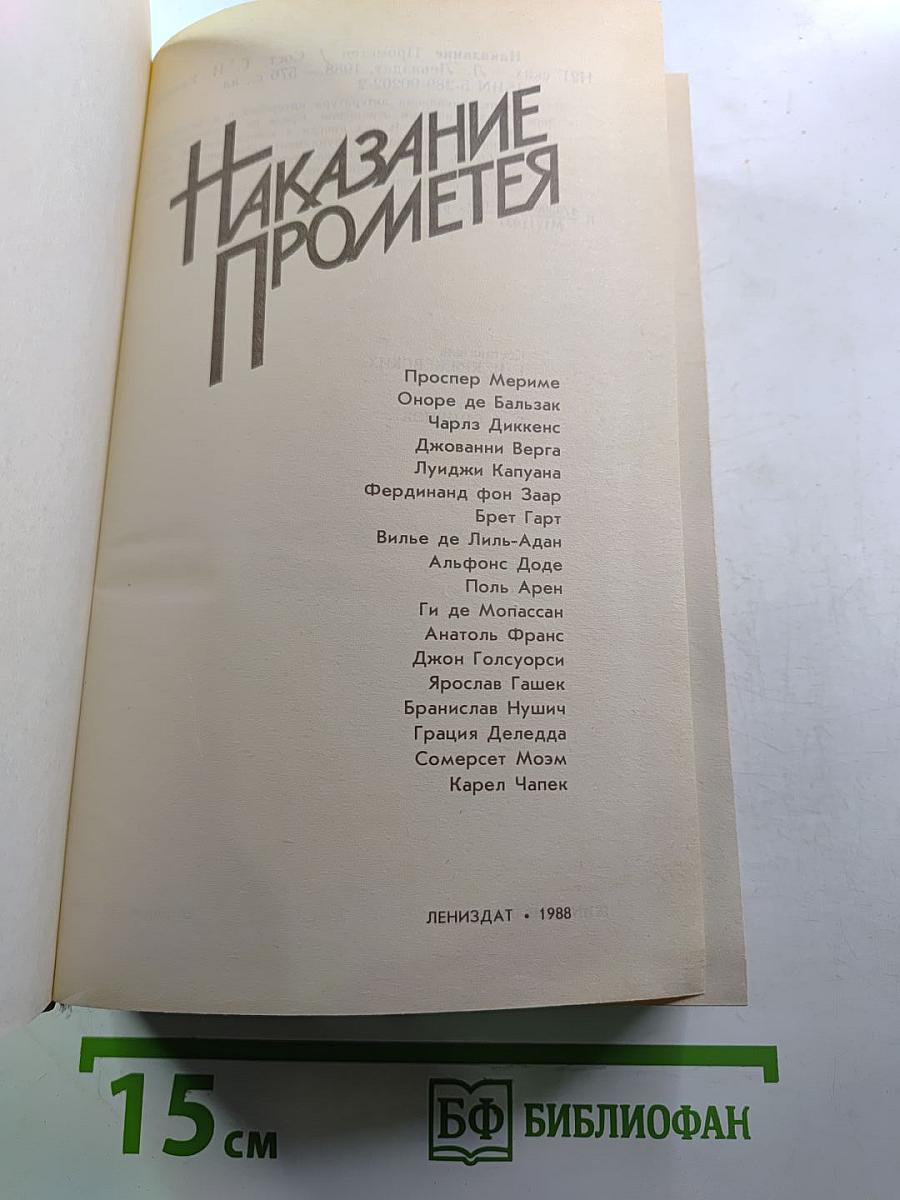 НАКАЗАНИЕ
ПРОМЕТЕЯ
Проспер Мериме
Оноре де Бальзак
Чарлз Диккенс
Джованни Верга
Луиджи Капуана
Фердинанд фон Заар
Брет Гарт
Вилье де Лиль-Адан
Альфонс Доде
Поль Арен
Ги де Мопассан
Анатоль Франс
Джон Голсуорси
Ярослав Гашек
Бранислав Нушич
Грация Деледда
Сомерсет Моэм
Карел Чапек
ЛЕНИЗДАТ • 1988
15 см
БФ БИБЛИОФАН